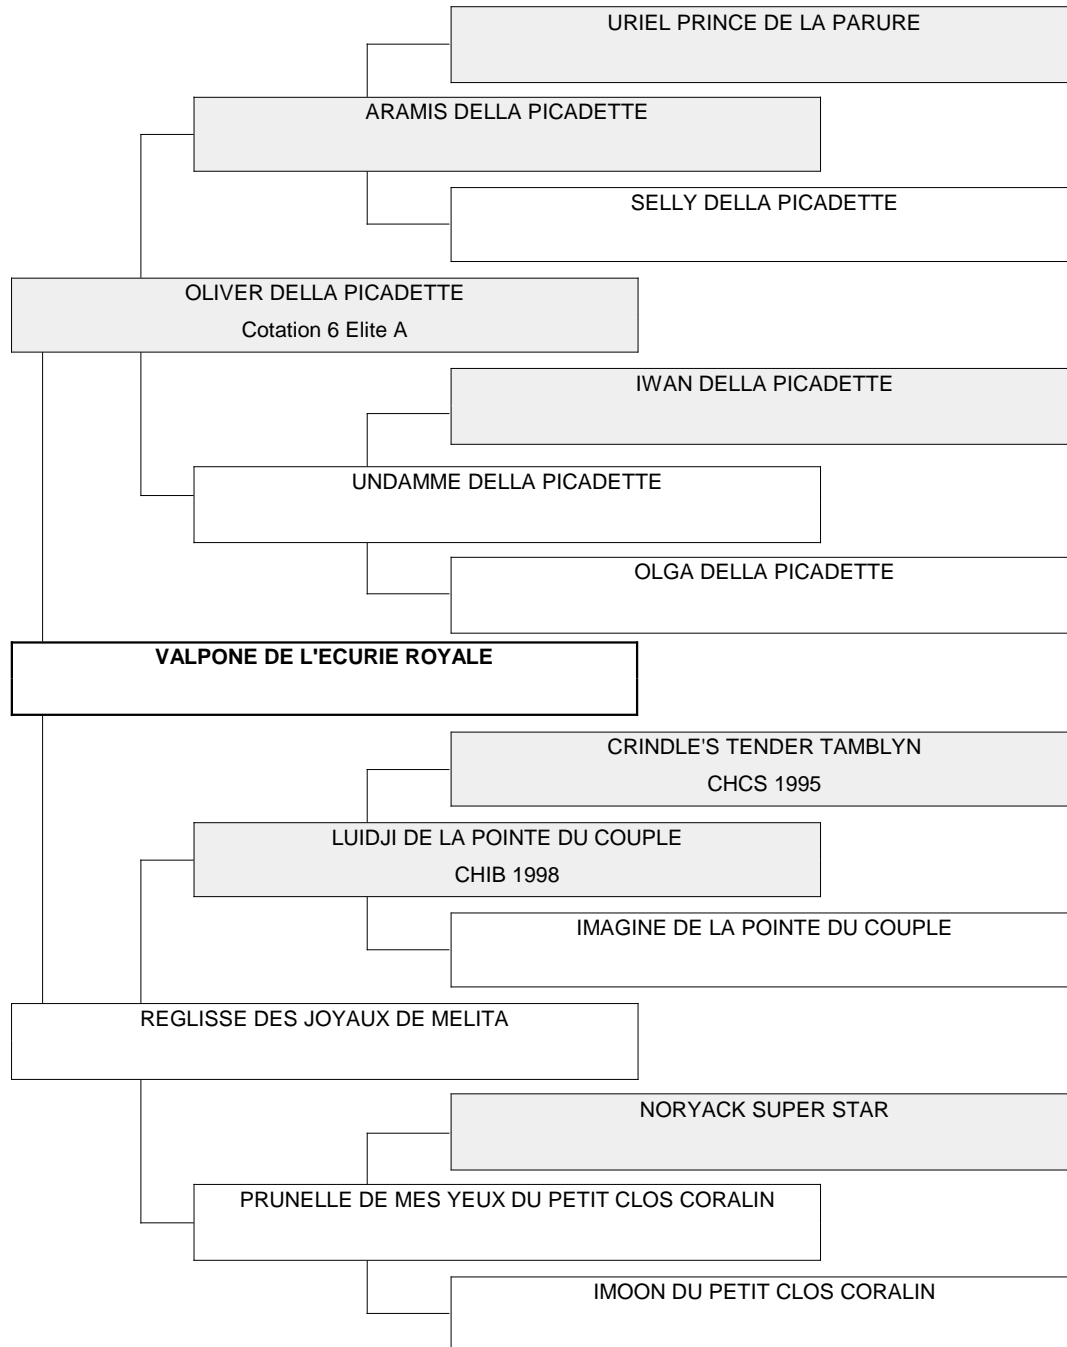 URIEL PRINCE DE LA PARURE
ARAMIS DELLA PICADETTE
SELLY DELLA PICADETTE
OLIVER DELLA PICADETTE
Cotation 6 Elite A
IWAN DELLA PICADETTE
UNDAMME DELLA PICADETTE
OLGA DELLA PICADETTE
VALPONE DE L'ECURIE ROYALE
CRINDLE'S TENDER TAMBLYN
CHCS 1995
LUIDJI DE LA POINTE DU COUPLE
CHIB 1998
IMAGINE DE LA POINTE DU COUPLE
REGLISSE DES JOYAUX DE MELITA
NORYACK SUPER STAR
PRUNELLE DE MES YEUX DU PETIT CLOS CORALIN
IMOON DU PETIT CLOS CORALIN